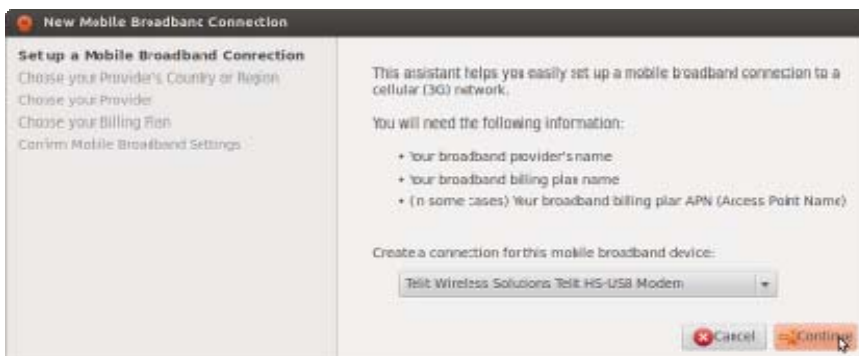 New Mobile Broadband Connection
Set up a Mobile Broadband Connection
Choose your Provider's Country or Region
Choose your Provider
Choose your Billing Plan
Confirm Mobile Broadband Settings
This assistant helps you easily set up a mobile broadband connection to a
cellular (3G) network.
You will need the following information:
• Your broadband provider's name
• Your broadband billing plan name
• (in some cases) Your broadband billing plan APN (Access Point Name)
Create a connection for this mobile broadband device:
Telit Wireless Solutions Telit HS-USB Modem
Cancel
Continue